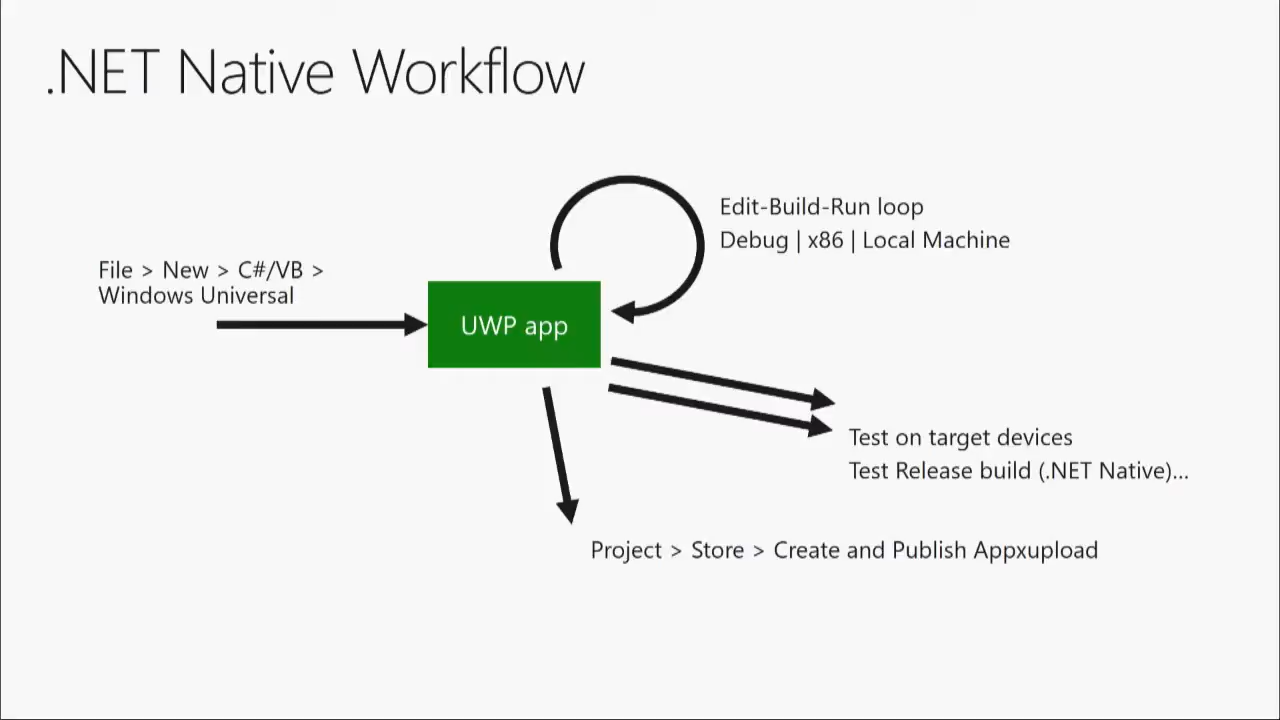 .NET Native Workflow
Edit-Build-Run loop
Debug | x86 | Local Machine
File > New > C#/VB >
Windows Universal
UWP app
Test on target devices
Test Release build (.NET Native)...
Project > Store > Create and Publish Appxupload